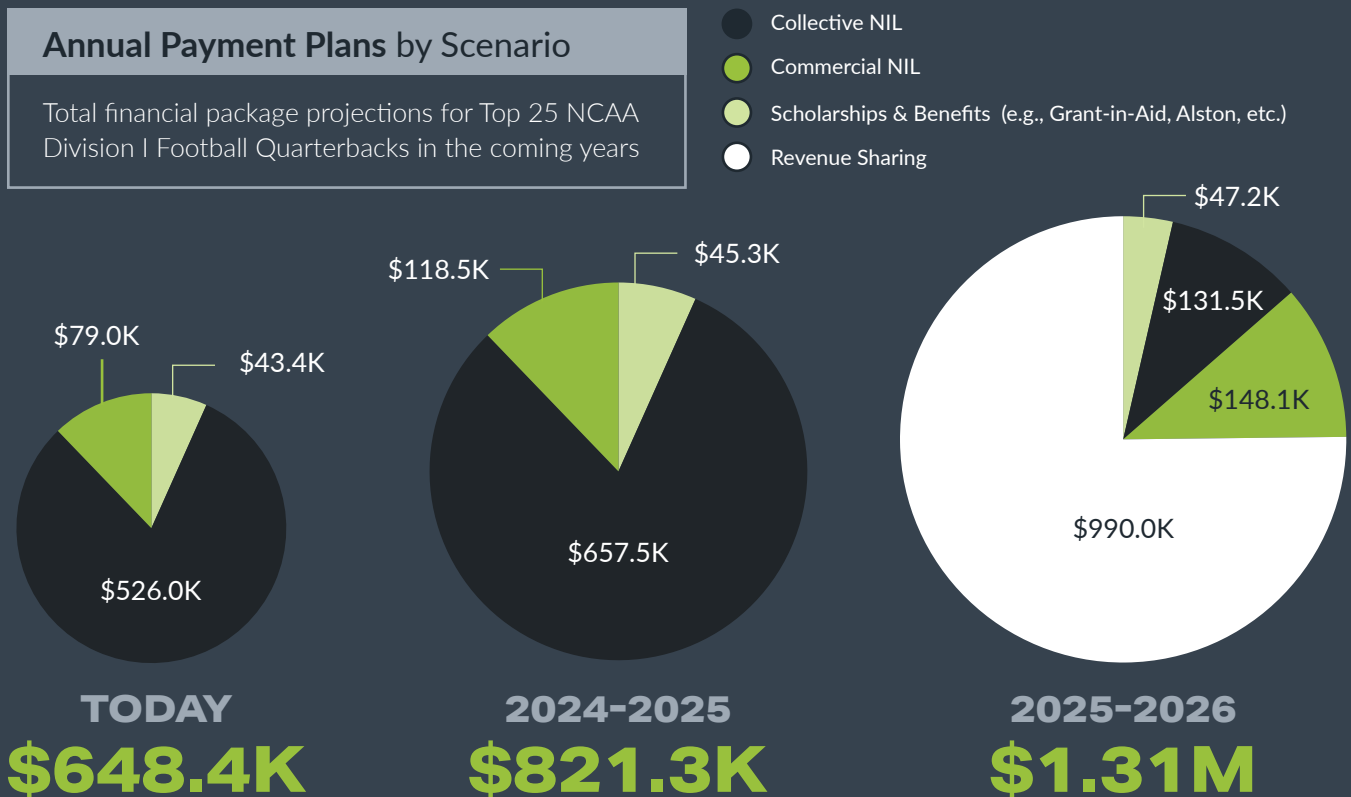 Annual Payment Plans by Scenario
Total financial package projections for Top 25 NCAA
Division I Football Quarterbacks in the coming years
Collective NIL
Commercial NIL
Scholarships & Benefits (e.g., Grant-in-Aid, Alston, etc.)
Revenue Sharing
$79.0K
$43.4K
$526.0K
TODAY
$648.4K
$118.5K
$45.3K
$657.5K
2024-2025
$821.3K
$47.2K
$131.5K
$148.1K
$990.0K
2025-2026
$1.31M